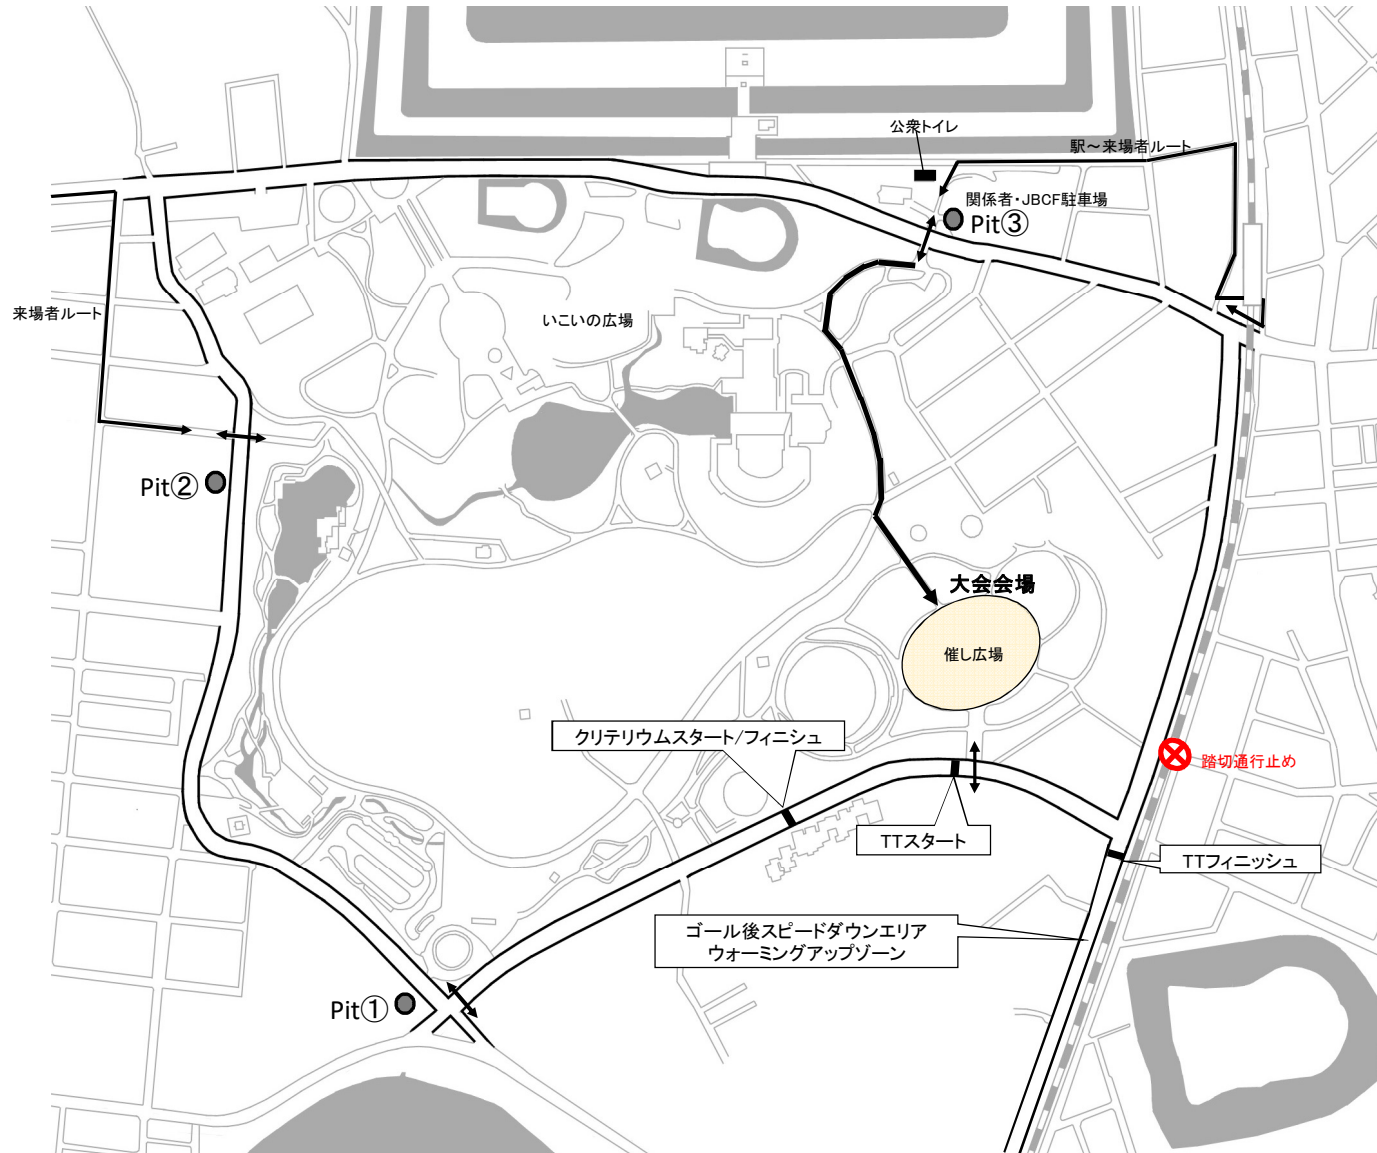 公衆トイレ
駅～来場者ルート
関係者・JBCF駐車場
Pit③
来場者ルート
いこいの広場
Pit②
大会会場
催し広場
クリテリウムスタート/フィニシュ
踏切通行止め
TTスタート
TTフィニッシュ
ゴール後スピードダウンエリア
ウォーミングアップゾーン
Pit①